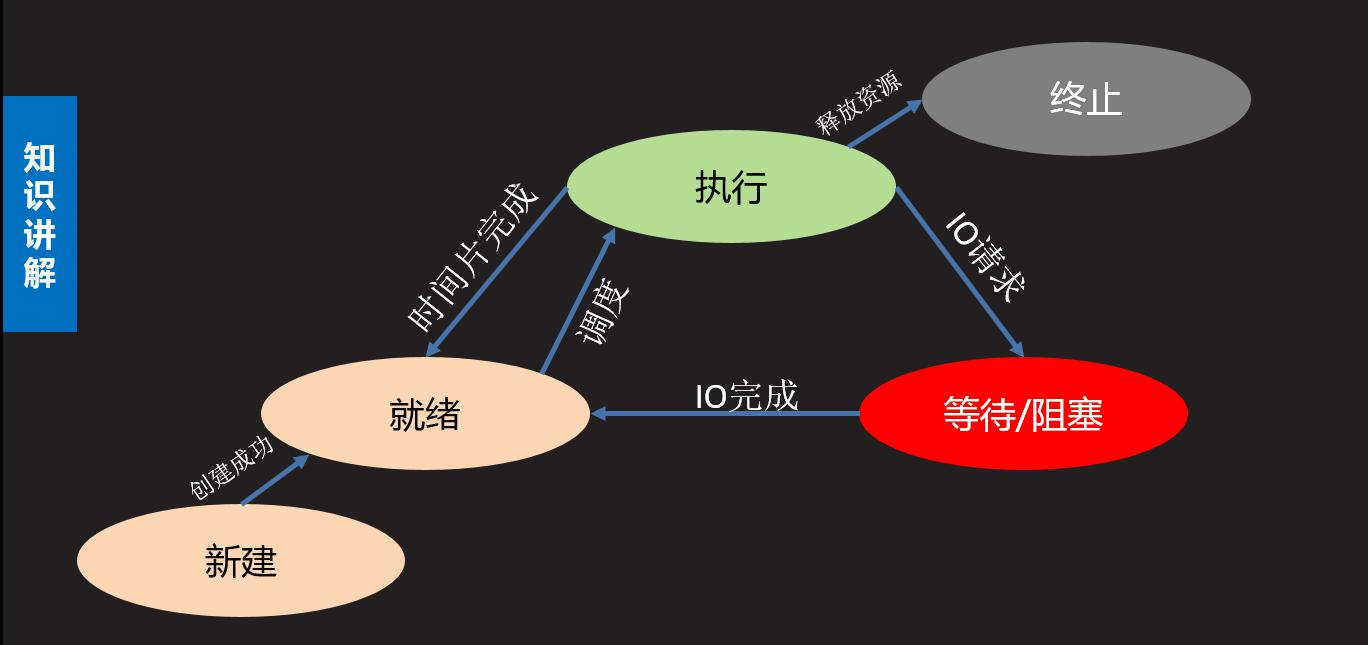 知识讲解
终止
释放资源
执行
时间片完成
调度
IO请求
就绪
IO完成
等待/阻塞
创建成功
新建